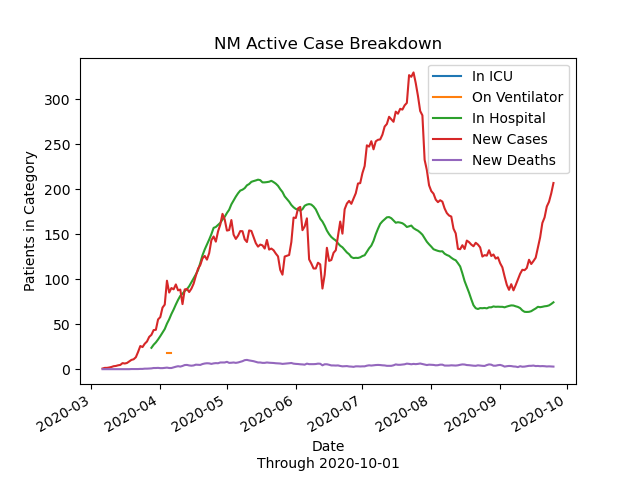 NM Active Case Breakdown
In ICU
On Ventilator
In Hospital
New Cases
New Deaths
Patients in Category
300
250
200
150
100
50
0
2020-03
2020-04
2020-05
2020-06
2020-07
2020-08
2020-09
2020-10
Date
Through 2020-10-01